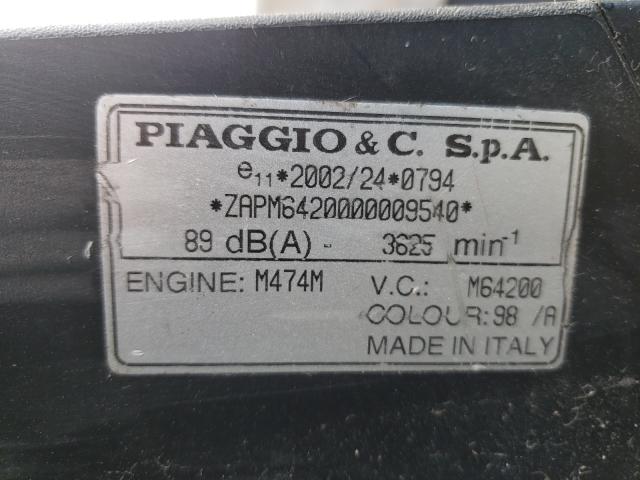 PIAGGIO & C. S.p.A.
e11*2002/24*0794
*ZAPM6420000009540*
89 dB(A) - 3625 min-1
ENGINE: M474M V.C.: M64200
COLOUR: 98 /A
MADE IN ITALY